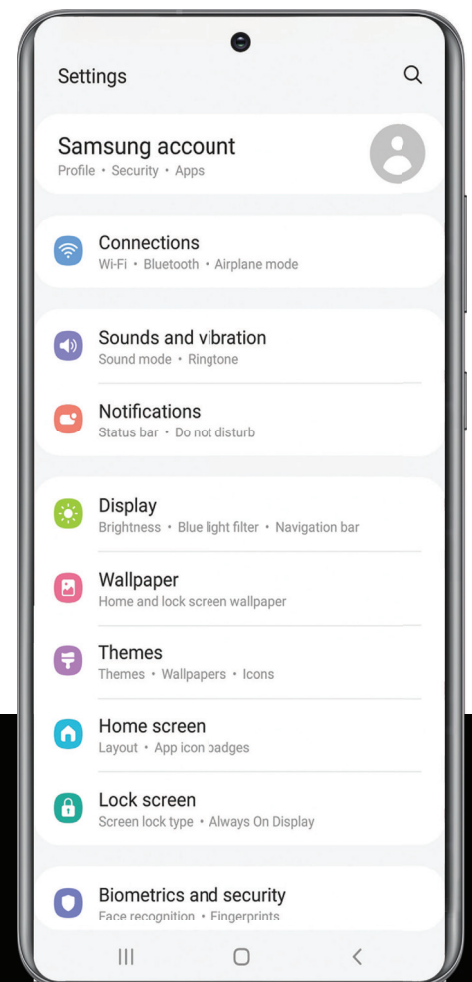 Settings
Samsung account
Profile • Security • Apps
Connections
Wi-Fi • Bluetooth • Airplane mode
Sounds and vibration
Sound mode • Ringtone
Notifications
Status bar • Do not disturb
Display
Brightness • Blue light filter • Navigation bar
Wallpaper
Home and lock screen wallpaper
Themes
Themes • Wallpapers • Icons
Home screen
Layout • App icon badges
Lock screen
Screen lock type • Always On Display
Biometrics and security
Face recognition • Fingerprints